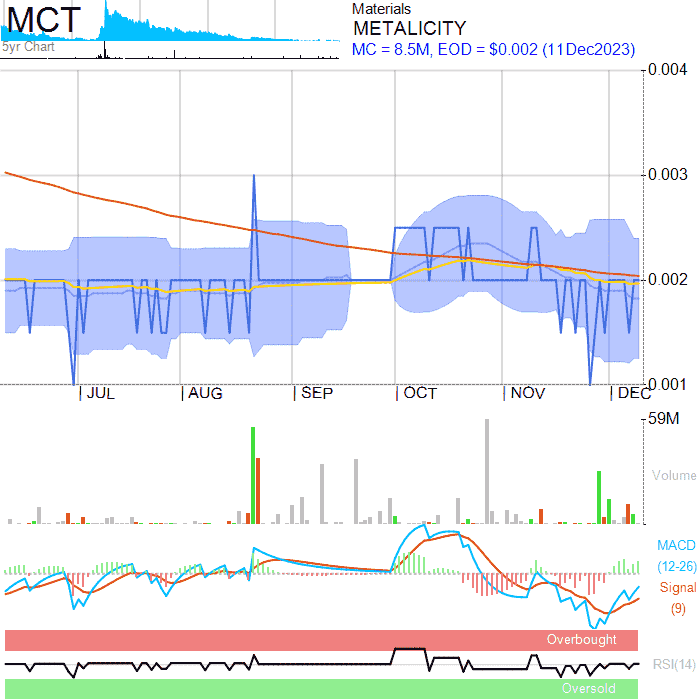 MCT
5yr Chart
Materials
METALICITY
MC = 8.5M, EOD = $0.002 (11Dec2023)
0.004
0.003
0.002
0.001
JUL AUG SEP OCT NOV DEC
59M
Volume
MACD
(12-26)
Signal
(9)
Overbought
RSI(14)
Oversold